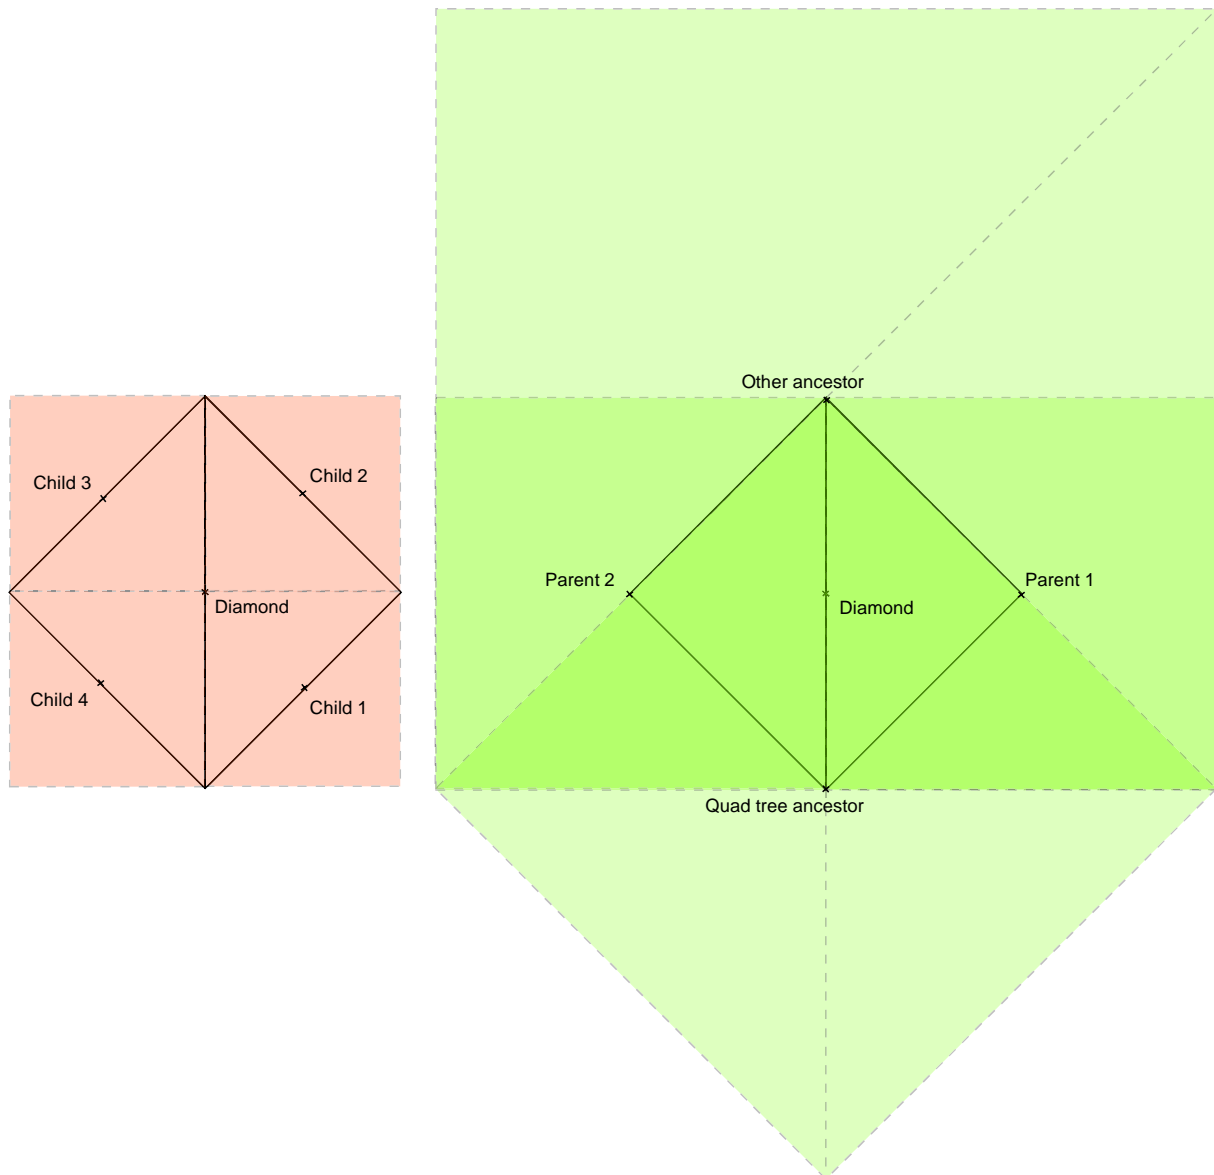 Child 3
Child 2
Diamond
Child 4
Child 1
Other ancestor
Parent 2
Parent 1
Diamond
Quad tree ancestor